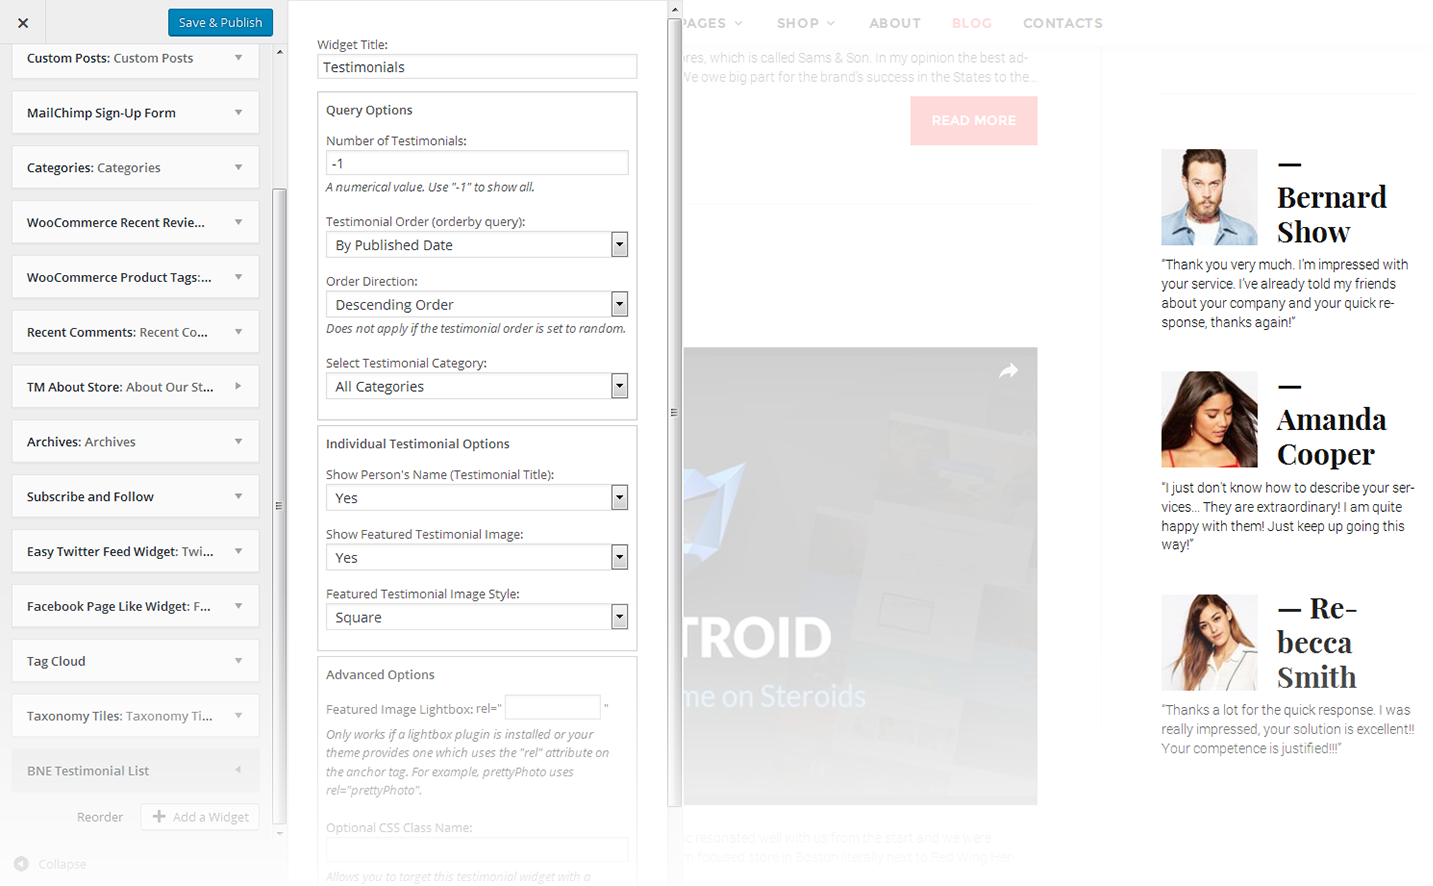 Save & Publish
Custom Posts: Custom Posts
MailChimp Sign-Up Form
Categories: Categories
WooCommerce Recent Revie...
WooCommerce Product Tags:...
Recent Comments: Recent Co...
TM About Store: About Our St...
Archives: Archives
Subscribe and Follow
Easy Twitter Feed Widget: Twi...
Facebook Page Like Widget: F...
Tag Cloud
Taxonomy Tiles: Taxonomy Ti...
BNE Testimonial List
Reorder
Add a Widget
Collapse
Widget Title:
Testimonials
Query Options
Number of Testimonials:
-1
A numerical value. Use "-1" to show all.
Testimonial Order (orderby query):
By Published Date
Order Direction:
Descending Order
Does not apply if the testimonial order is set to random.
Select Testimonial Category:
All Categories
Individual Testimonial Options
Show Person's Name (Testimonial Title):
Yes
Show Featured Testimonial Image:
Yes
Featured Testimonial Image Style:
Square
Advanced Options
Featured Image Lightbox: rel=" "
Only works if a lightbox plugin is installed or your
theme provides one which uses the "rel" attribute on
the anchor tag. For example, prettyPhoto uses
rel="prettyPhoto".
Optional CSS Class Name:
Allows you to target this testimonial widget with a
PAGES SHOP ABOUT BLOG CONTACTS
ores, which is called Sams & Son. In my opinion the best ad-
We owe big part for the brand's success in the States to the...
READ MORE
TROID
me on Steroids
c resonated well with us from the start and we were
m focused store in Boston literally next to Red Wing Her-
— Bernard
Show
“Thank you very much. I’m impressed with
your service. I’ve already told my friends
about your company and your quick re-
sponse, thanks again!”
— Amanda
Cooper
“I just don’t know how to describe your ser-
vices... They are extraordinary! I am quite
happy with them! Just keep up going this
way!”
— Re-
becca
Smith
“Thanks a lot for the quick response. I was
really impressed, your solution is excellent!!
Your competence is justified!!!”